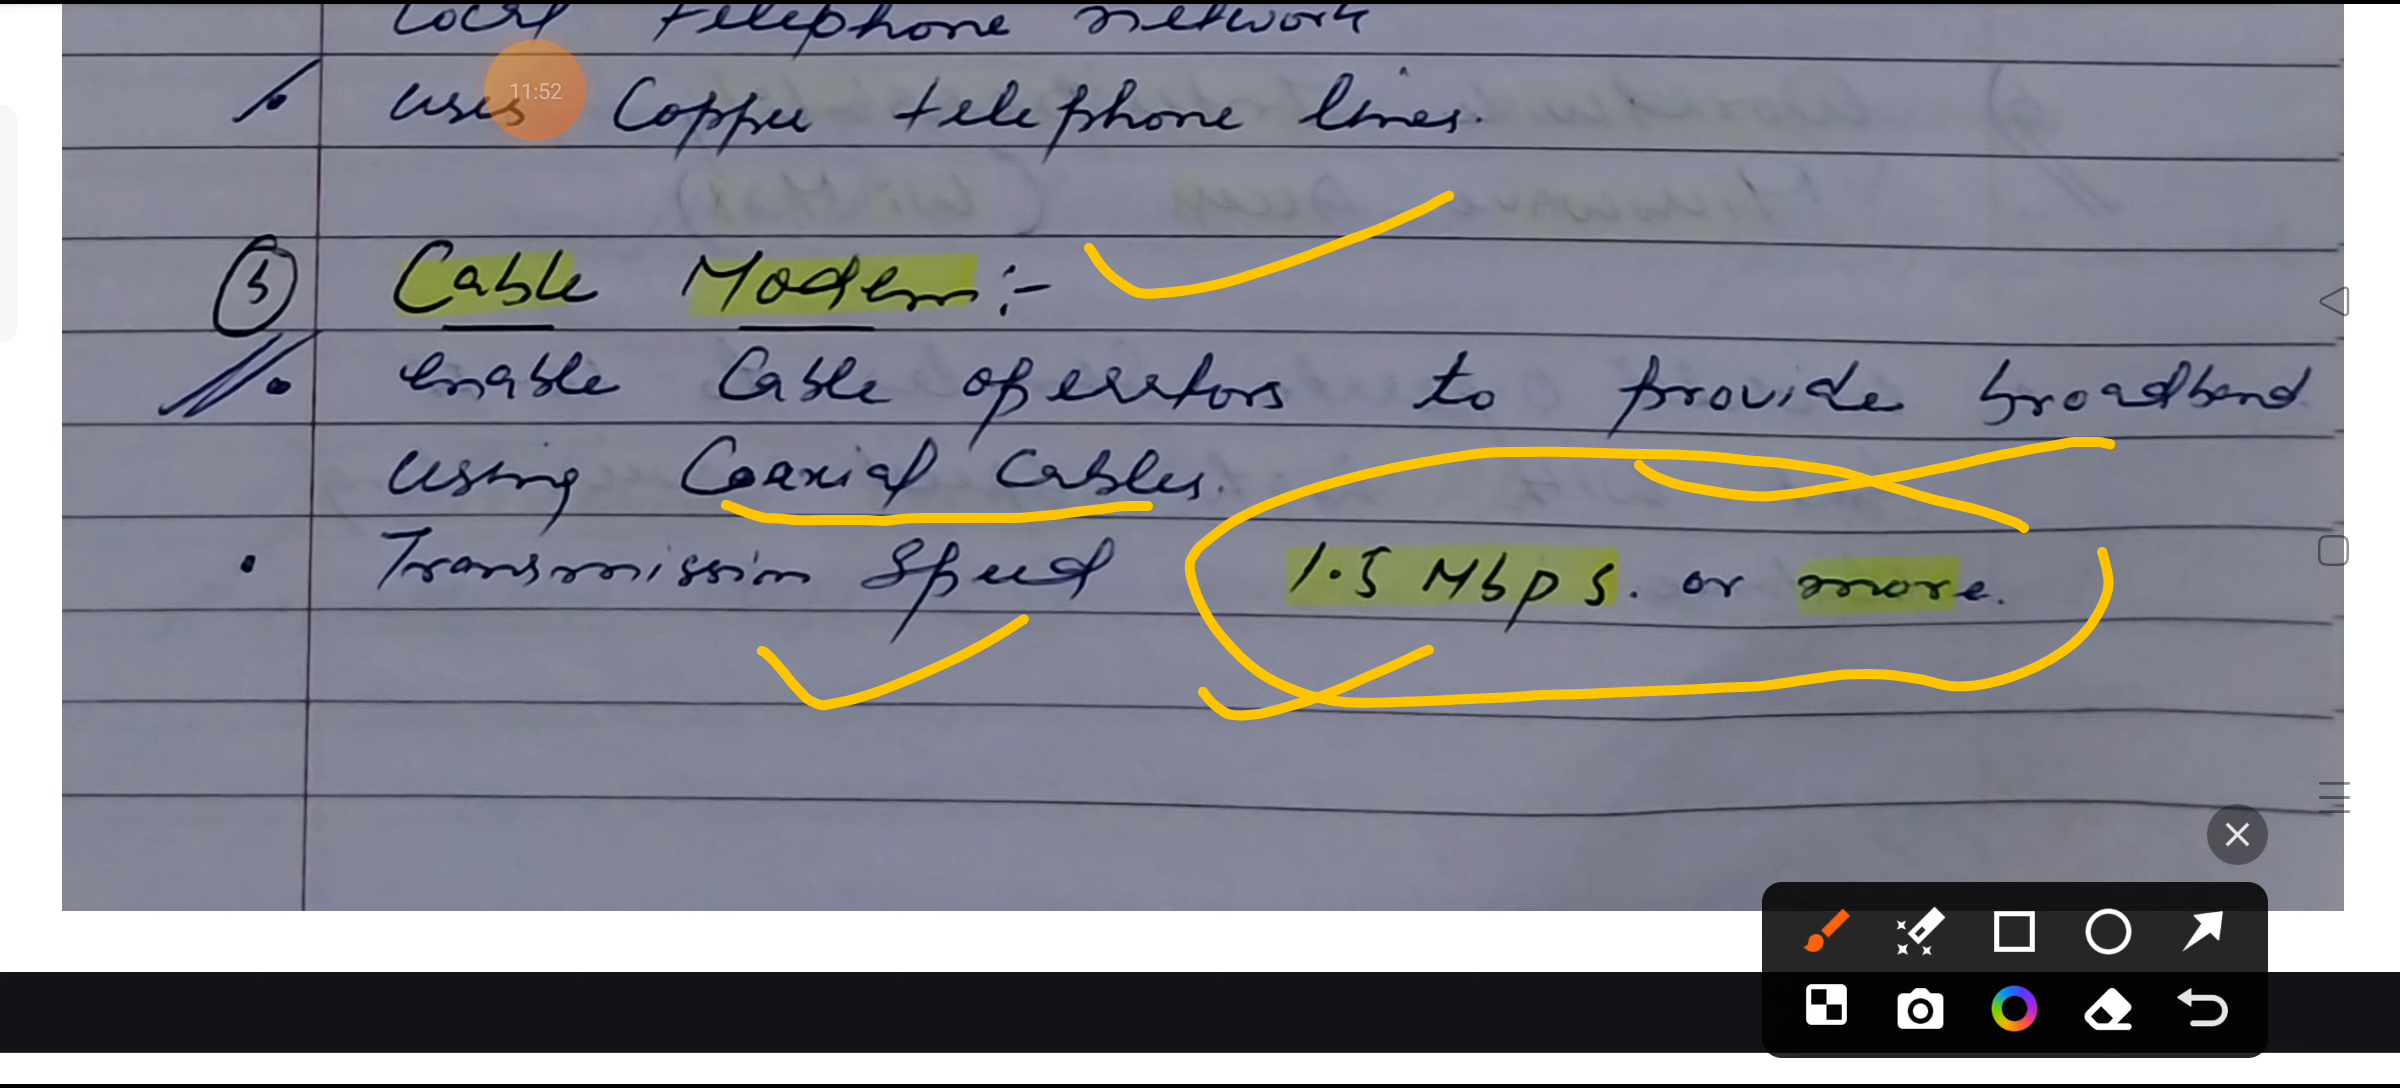 local telephone network
11:52
• uses Copper telephone lines.
(b) Cable Modem :-
• enable Cable operators to provide broadband
using Coaxial Cables.
• Transmission Speed 1.5 Mbps. or more.